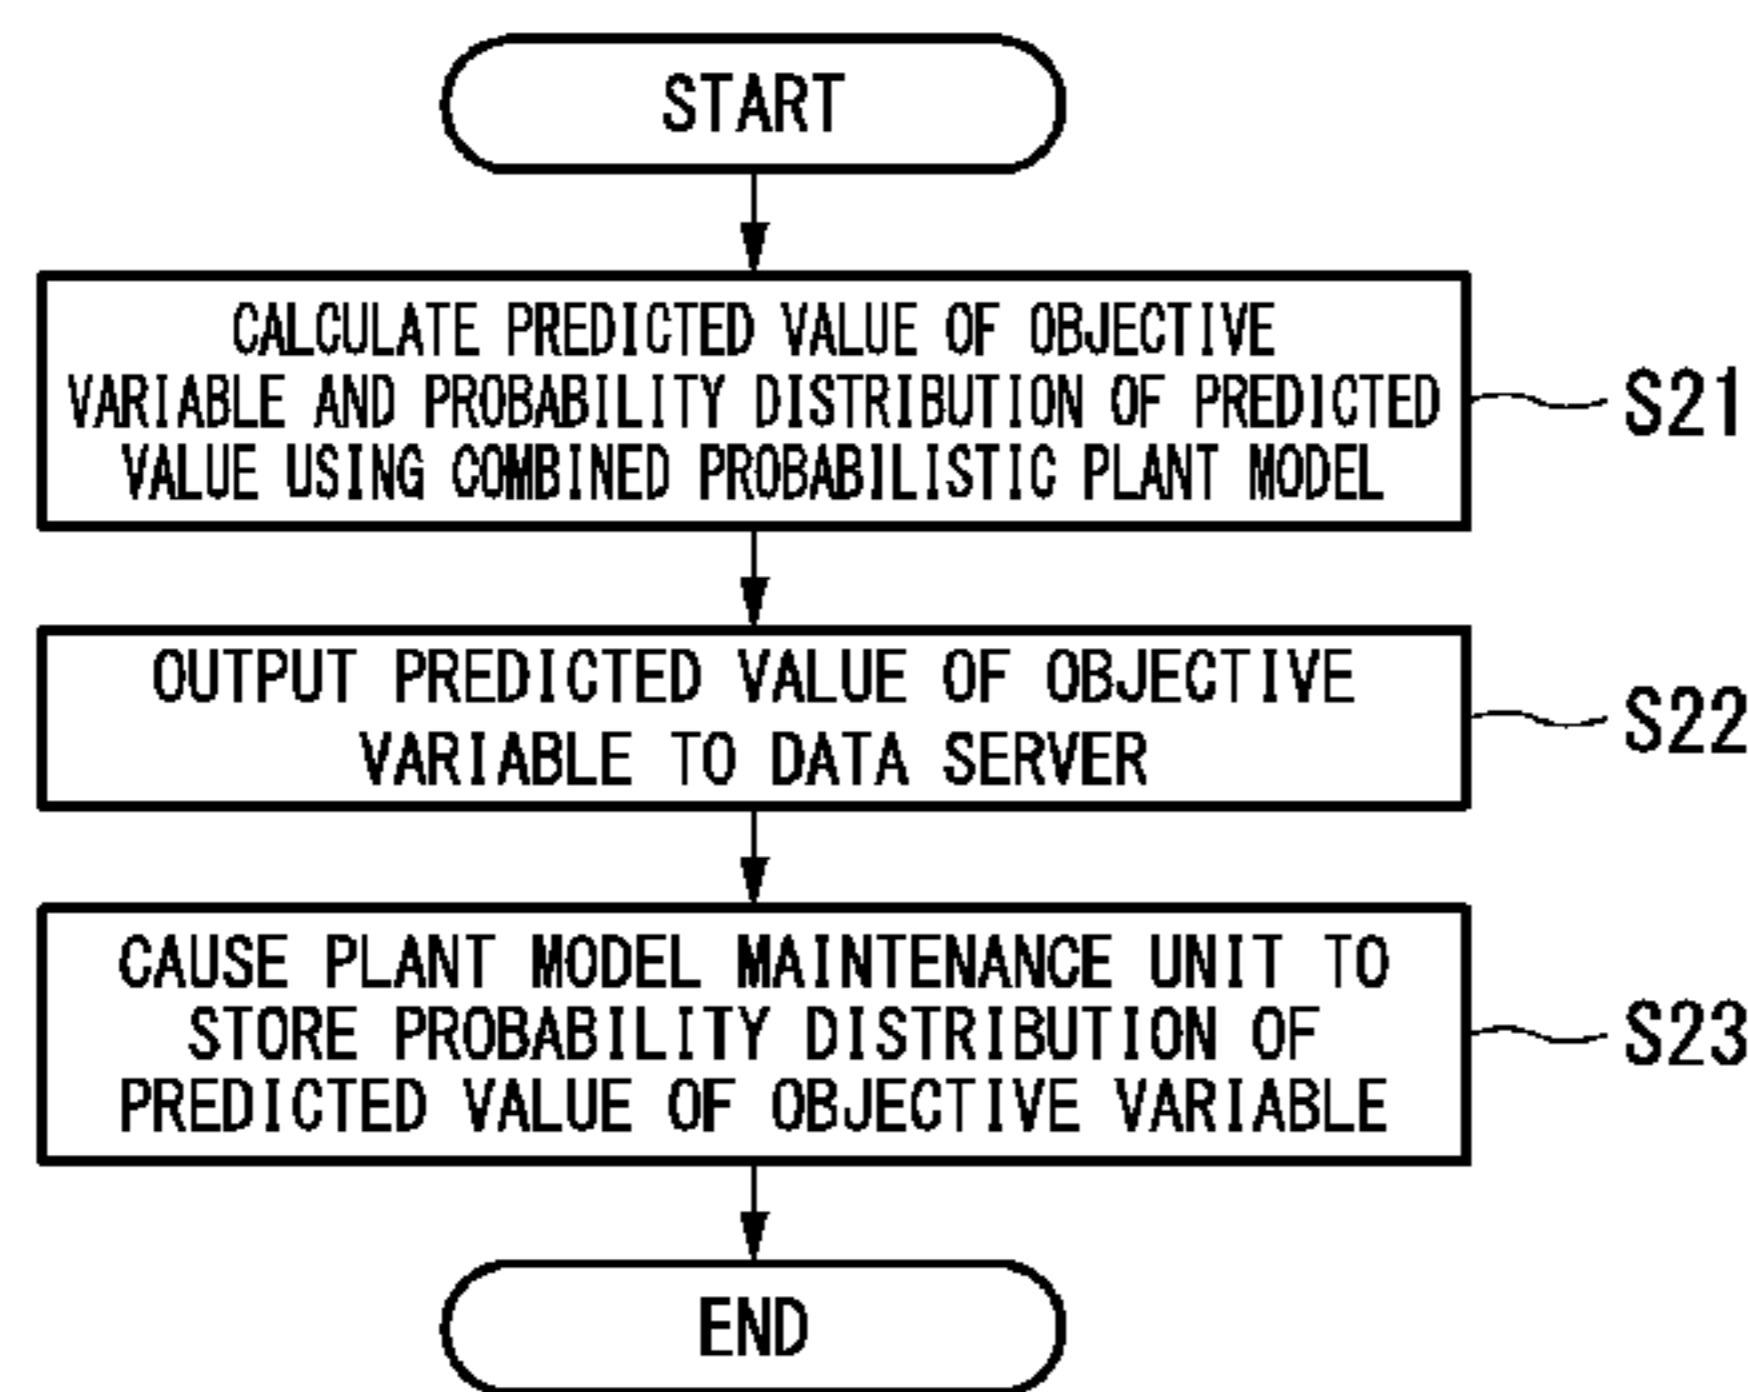 START
CALCULATE PREDICTED VALUE OF OBJECTIVE
VARIABLE AND PROBABILITY DISTRIBUTION OF PREDICTED
VALUE USING COMBINED PROBABILISTIC PLANT MODEL
S21
OUTPUT PREDICTED VALUE OF OBJECTIVE
VARIABLE TO DATA SERVER
S22
CAUSE PLANT MODEL MAINTENANCE UNIT TO
STORE PROBABILITY DISTRIBUTION OF
PREDICTED VALUE OF OBJECTIVE VARIABLE
S23
END